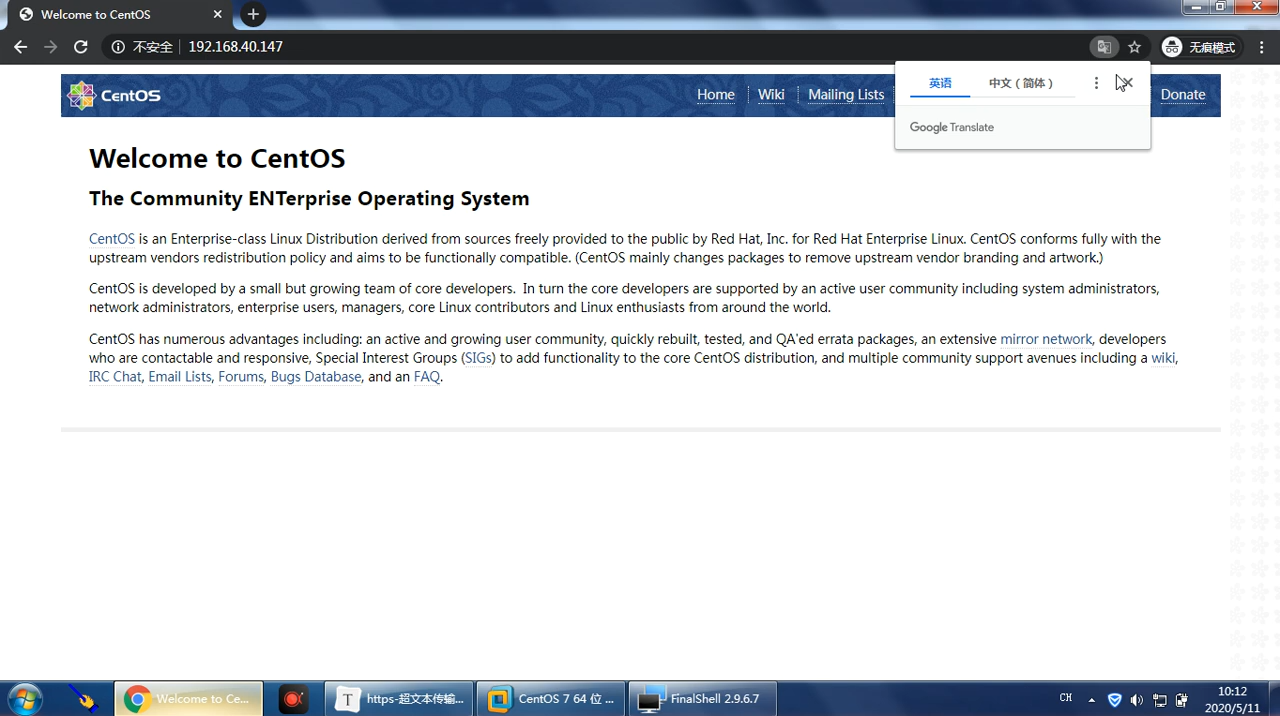 Welcome to CentOS
不安全 192.168.40.147
无痕模式
CentOS
Home Wiki Mailing Lists Donate
英语 中文（简体）
Google Translate
Welcome to CentOS
The Community ENTerprise Operating System
CentOS is an Enterprise-class Linux Distribution derived from sources freely provided to the public by Red Hat, Inc. for Red Hat Enterprise Linux. CentOS conforms fully with the
upstream vendors redistribution policy and aims to be functionally compatible. (CentOS mainly changes packages to remove upstream vendor branding and artwork.)
CentOS is developed by a small but growing team of core developers.  In turn the core developers are supported by an active user community including system administrators,
network administrators, enterprise users, managers, core Linux contributors and Linux enthusiasts from around the world.
CentOS has numerous advantages including: an active and growing user community, quickly rebuilt, tested, and QA'ed errata packages, an extensive mirror network, developers
who are contactable and responsive, Special Interest Groups (SIGs) to add functionality to the core CentOS distribution, and multiple community support avenues including a wiki,
IRC Chat, Email Lists, Forums, Bugs Database, and an FAQ.
Welcome to Ce... T https-超文本传输... CentOS 7 64 位 ... FinalShell 2.9.6.7 CH 10:12
2020/5/11